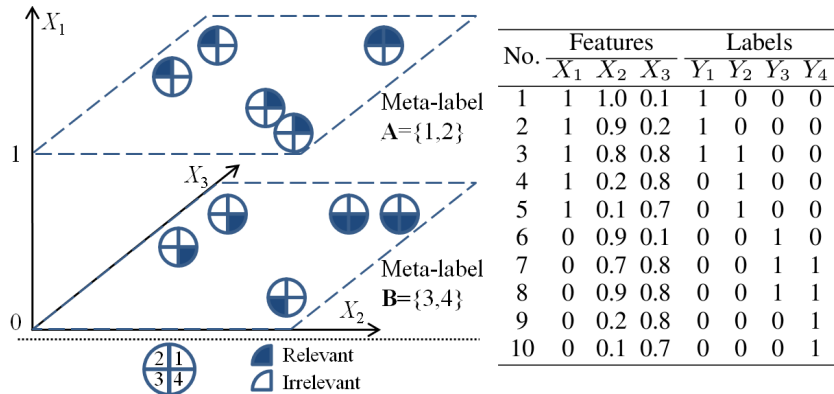 X1
Meta-label
A={1,2}
1
X3
Meta-label
B={3,4}
X2
0
2 1
3 4
Relevant
Irrelevant
No. Features Labels
X1 X2 X3 Y1 Y2 Y3 Y4
1 1 1.0 0.1 1 0 0 0
2 1 0.9 0.2 1 0 0 0
3 1 0.8 0.8 1 1 0 0
4 1 0.2 0.8 0 1 0 0
5 1 0.1 0.7 0 1 0 0
6 0 0.9 0.1 0 0 1 0
7 0 0.7 0.8 0 0 1 1
8 0 0.9 0.8 0 0 1 1
9 0 0.2 0.8 0 0 0 1
10 0 0.1 0.7 0 0 0 1